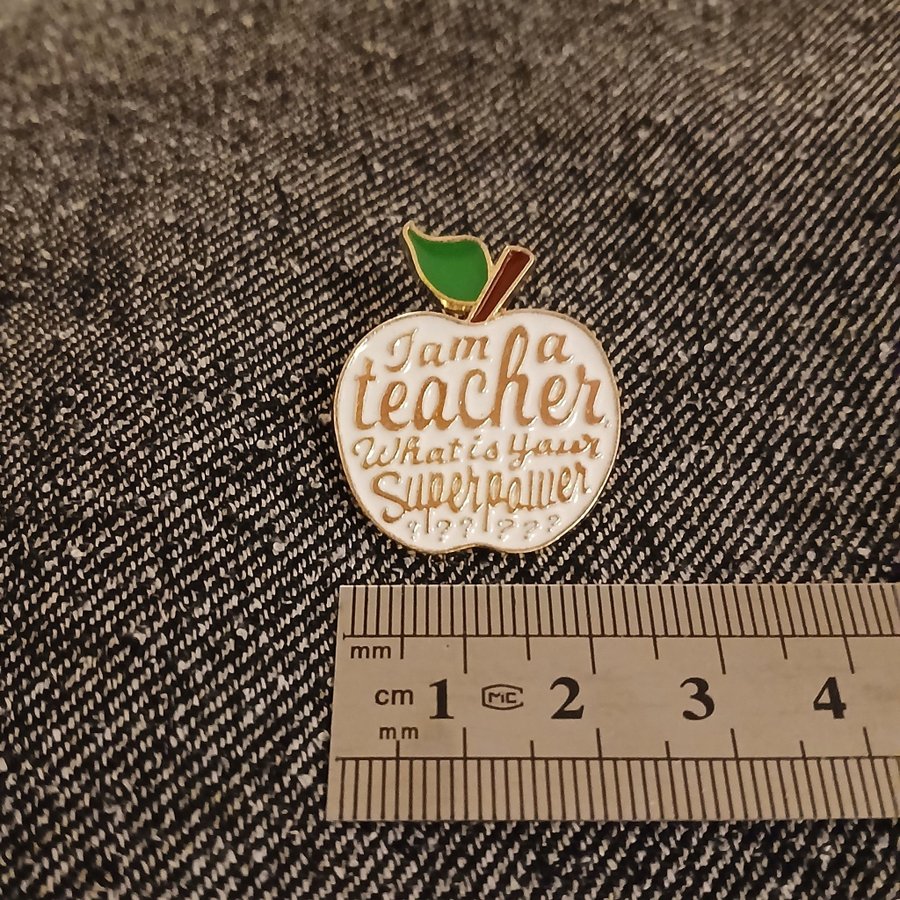 I am a
teacher,
What is your
Superpower
? ? ? ? ? ?
mm
cm 1 MC 2 3 4
mm